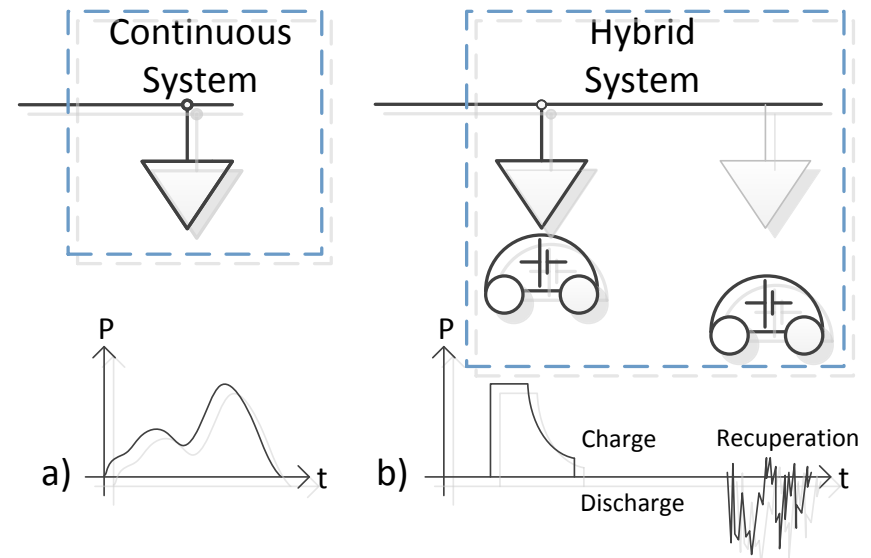 Continuous
System
P
a)
t
Hybrid
System
P
b)
Charge
Discharge
Recuperation
t